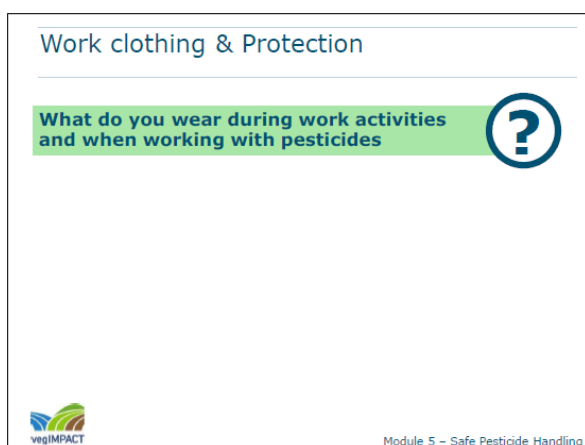 Work clothing & Protection
What do you wear during work activities
and when working with pesticides
?
vegIMPACT
Module 5 – Safe Pesticide Handling